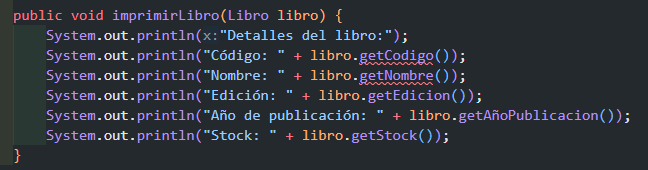 public void imprimirLibro(Libro libro) {
System.out.println(x:"Detalles del libro:");
System.out.println("Código: " + libro.getCodigo());
System.out.println("Nombre: " + libro.getNombre());
System.out.println("Edición: " + libro.getEdicion());
System.out.println("Año de publicación: " + libro.getAñoPublicacion());
System.out.println("Stock: " + libro.getStock());
}